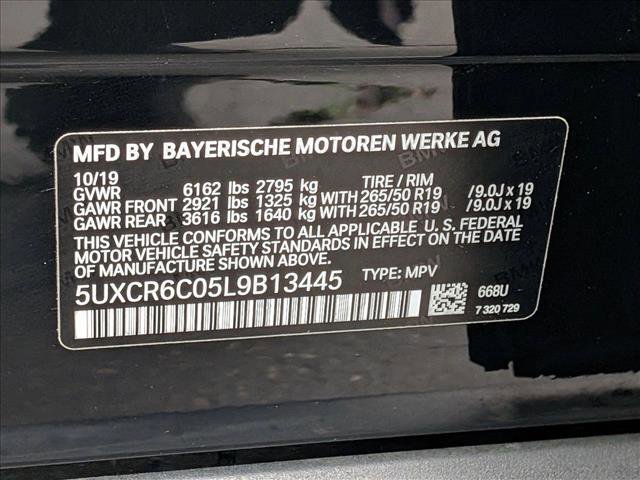 MFD BY BAYERISCHE MOTOREN WERKE AG
10/19 TIRE / RIM
GVWR 6162 lbs 2795 kg
GAWR FRONT 2921 lbs 1325 kg WITH 265/50 R19 /9.0J x 19
GAWR REAR 3616 lbs 1640 kg WITH 265/50 R19 /9.0J x 19
THIS VEHICLE CONFORMS TO ALL APPLICABLE U.S. FEDERAL
MOTOR VEHICLE SAFETY STANDARDS IN EFFECT ON THE DATE
OF MANUFACTURE SHOWN ABOVE.
5UXCR6C05L9B13445 TYPE: MPV
668U
7 320 729